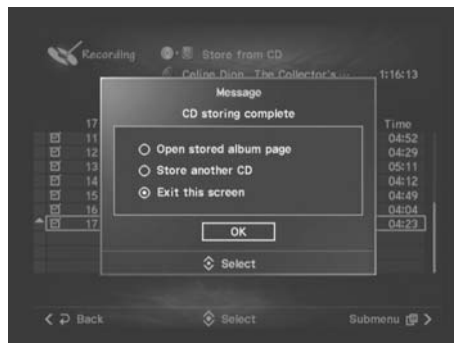 Recording Store from CD
Celine Dion_The Collector's ... 1:16:13
Message
CD storing complete
17 Time
11 04:52
12 04:29
13 05:11
14 04:12
15 04:49
16 04:04
17 04:23
Open stored album page
Store another CD
Exit this screen
OK
Select
Back Select Submenu